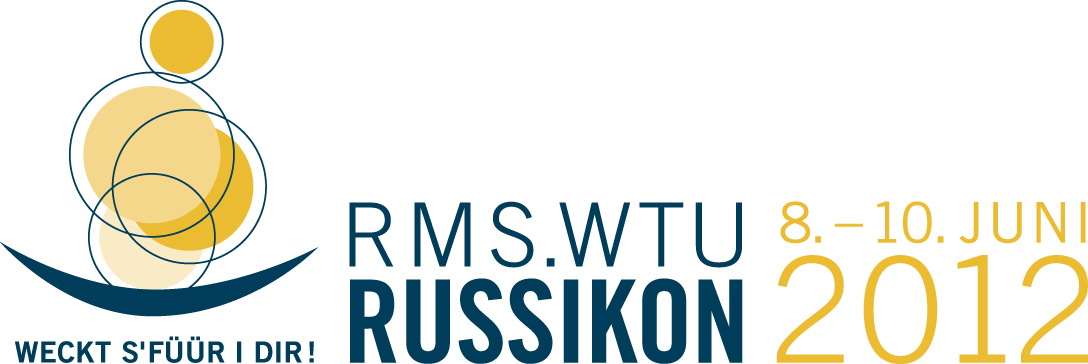 WECKT S'FÜÜR I DIR!
RMS.WTU
RUSSIKON
8. – 10. JUNI
2012